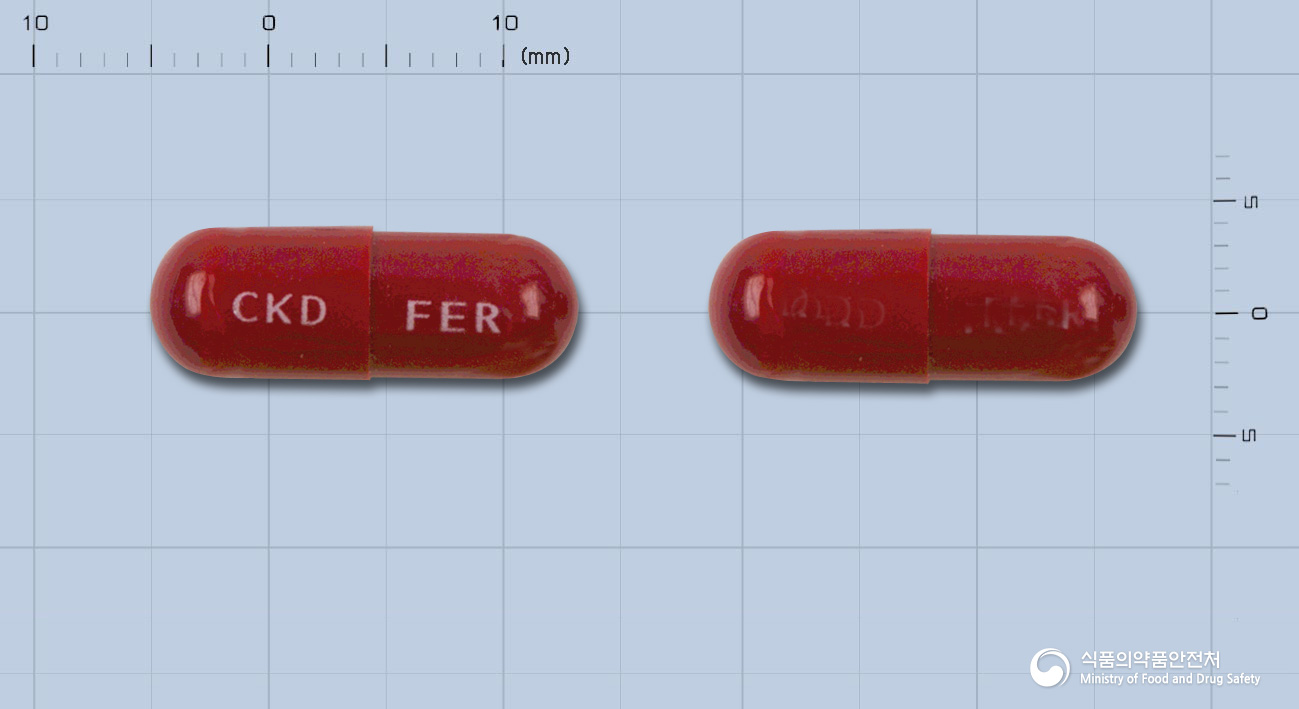 10 0 10
(mm)
CKD FER
5
0
5
식품의약품안전처
Ministry of Food and Drug Safety